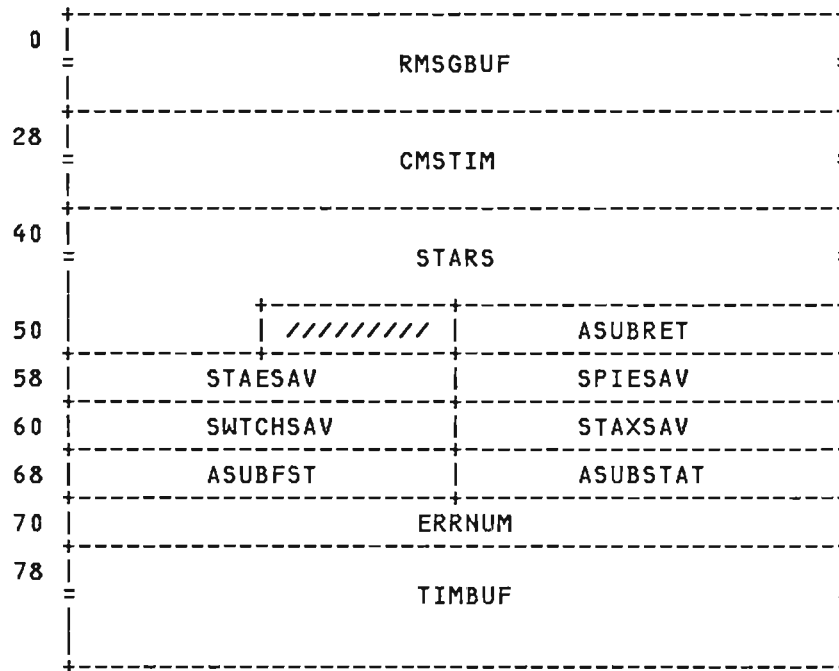 0
RMSGBUF
28
CMSTIM
40
STARS
50 ///////// ASUBRET
58 STAESAV SPIESAV
60 SWTCHSAV STAXSAV
68 ASUBFST ASUBSTAT
70 ERRNUM
78
TIMBUF